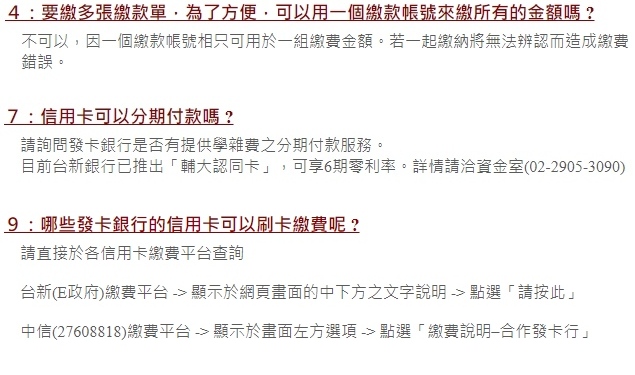 ４：要繳多張繳款單．為了方便．可以用一個繳款帳號來繳所有的金額嗎？
不可以，因一個繳款帳號相只可用於一組繳費金額。若一起繳納將無法辨認而造成繳費
錯誤。
７：信用卡可以分期付款嗎？
請詢問發卡銀行是否有提供學雜費之分期付款服務。
目前台新銀行已推出「輔大認同卡」，可享6期零利率。詳情請洽資金室(02-2905-3090)
９：哪些發卡銀行的信用卡可以刷卡繳費呢？
請直接於各信用卡繳費平台查詢
台新(E政府)繳費平台 -> 顯示於網頁畫面的中下方之文字說明 -> 點選「請按此」
中信(27608818)繳費平台 -> 顯示於畫面左方選項 -> 點選「繳費說明–合作發卡行」